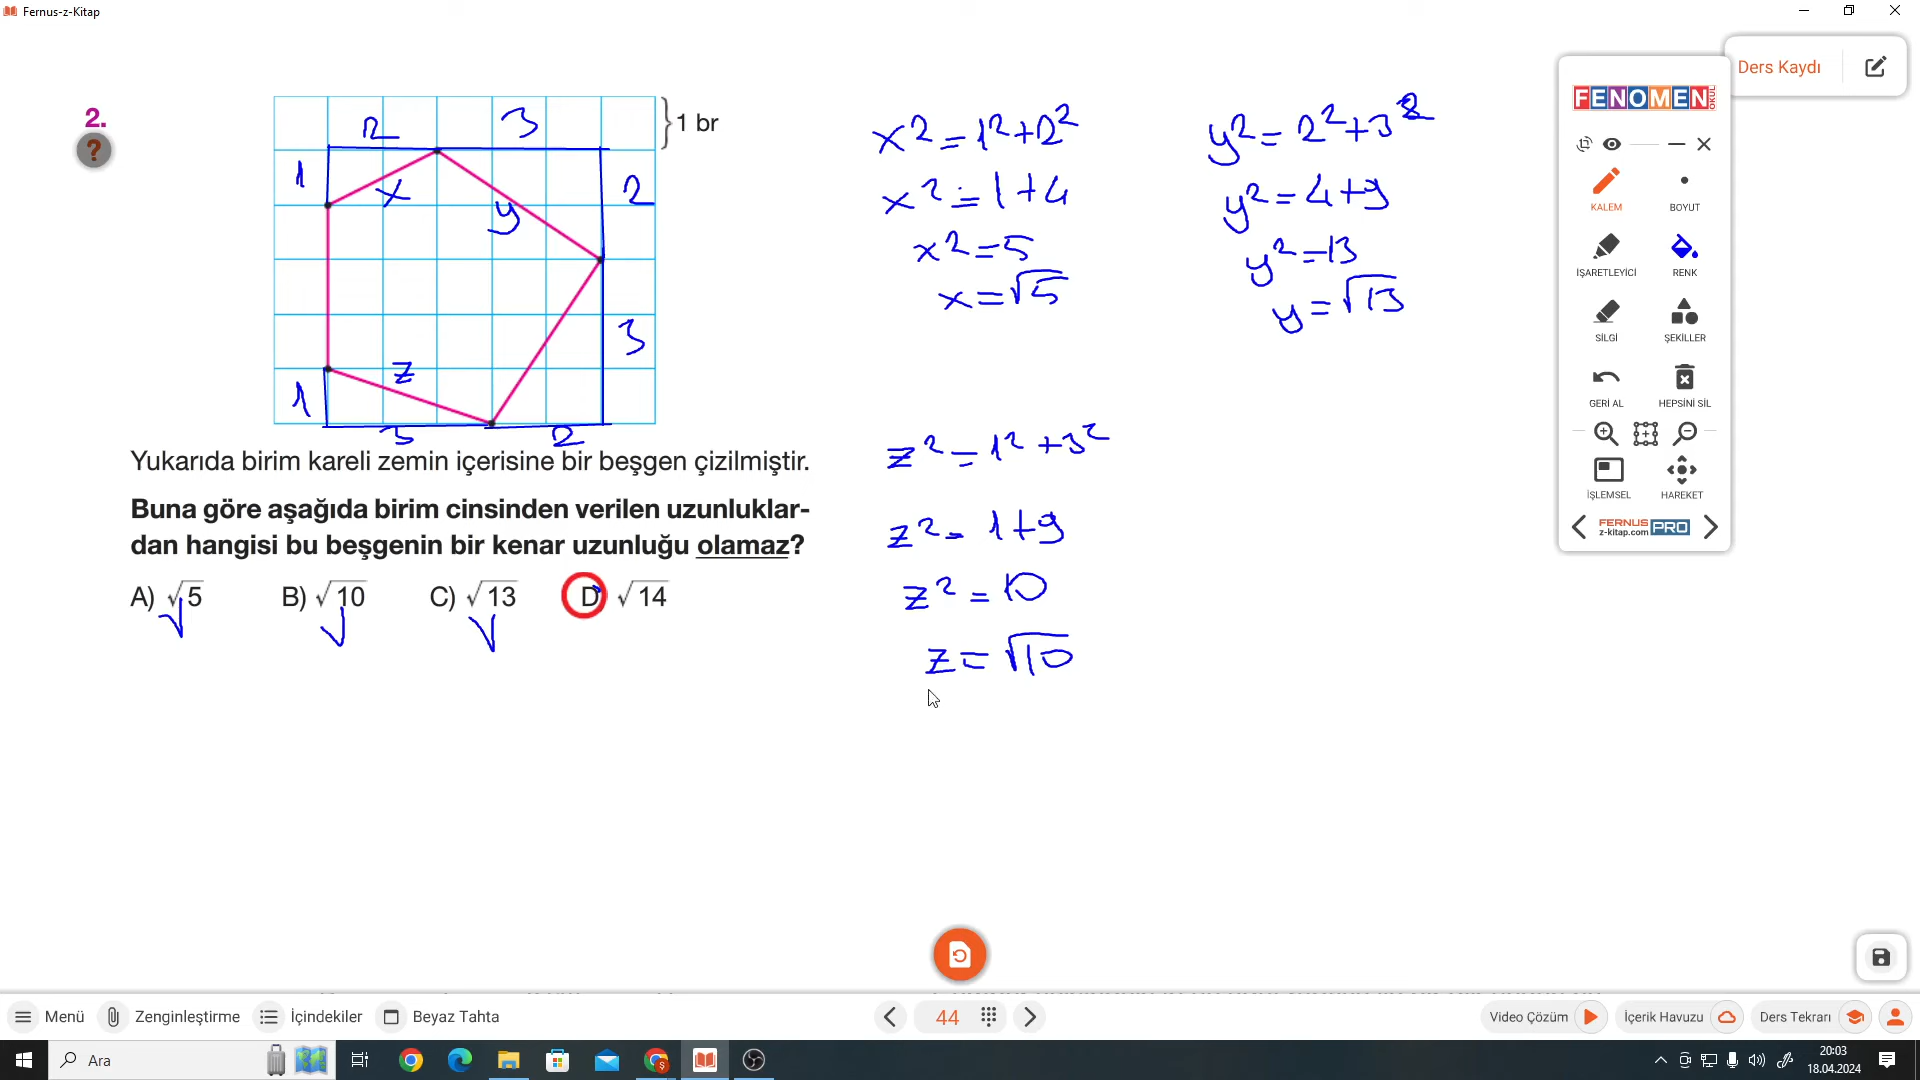 Fernus-z-Kitap
Ders Kaydı
FENOMEN OKUL
2.
?
1 br
2 3
1 x y 2
3
z
1
3 2
x² = 1² + 2²
x² = 1 + 4
x² = 5
x = √5
y² = 2² + 3²
y² = 4 + 9
y² = 13
y = √13
z² = 1² + 3²
z² = 1 + 9
z² = 10
z = √10
Yukarıda birim kareli zemin içerisine bir beşgen çizilmiştir.
Buna göre aşağıda birim cinsinden verilen uzunluklar-
dan hangisi bu beşgenin bir kenar uzunluğu olamaz?
A) √5 B) √10 C) √13 D √14
KALEM BOYUT
İŞARETLEYİCİ RENK
SİLGİ ŞEKİLLER
GERİ AL HEPSİNİ SİL
İŞLEMSEL HAREKET
FERNUS PRO
z-kitap.com
Menü Zenginleştirme İçindekiler Beyaz Tahta 44 Video Çözüm İçerik Havuzu Ders Tekrarı
Ara
20:03
18.04.2024